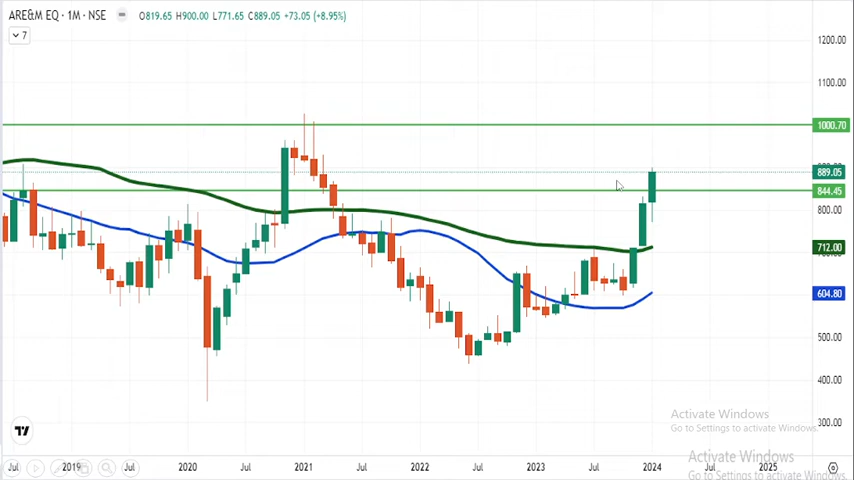 ARE&M EQ · 1M · NSE O819.65 H900.00 L771.65 C889.05 +73.05 (+8.95%)
7
1200.00
1100.00
1000.70
889.05
844.45
800.00
712.00
604.80
500.00
400.00
300.00
Activate Windows
Go to Settings to activate Windows.
Activate Windows
Go to Settings to activate Windows
Jul 2019 Jul 2020 Jul 2021 Jul 2022 Jul 2023 Jul 2024 Jul 2025